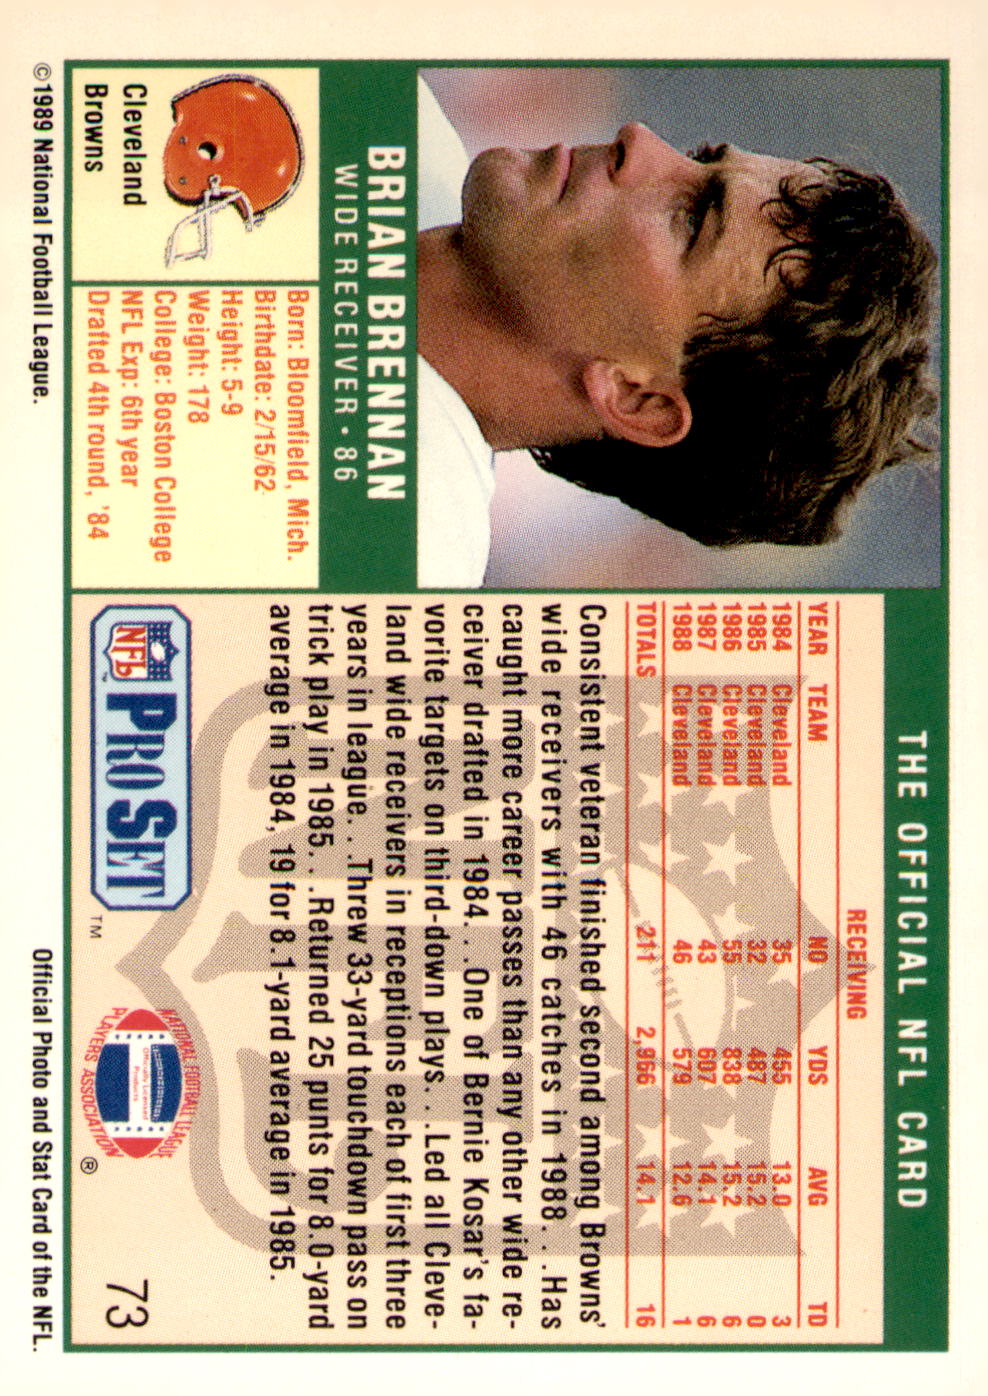 THE OFFICIAL NFL CARD
BRIAN BRENNAN
WIDE RECEIVER • 86
Cleveland
Browns
Born: Bloomfield, Mich.
Birthdate: 2/15/62
Height: 5-9
Weight: 178
College: Boston College
NFL Exp: 6th year
Drafted 4th round, '84
RECEIVING
YEAR TEAM NO YDS AVG TD
1984 Cleveland 35 455 13.0 3
1985 Cleveland 32 487 15.2 0
1986 Cleveland 55 838 15.2 6
1987 Cleveland 43 607 14.1 6
1988 Cleveland 46 579 12.6 1
TOTALS 211 2,966 14.1 16
Consistent veteran finished second among Browns'
wide receivers with 46 catches in 1988. . .Has
caught more career passes than any other wide re-
ceiver drafted in 1984. . .One of Bernie Kosar's fa-
vorite targets on third-down plays. . .Led all Cleve-
land wide receivers in receptions each of first three
years in league. . .Threw 33-yard touchdown pass on
trick play in 1985. . .Returned 25 punts for 8.0-yard
average in 1984, 19 for 8.1-yard average in 1985.
NFL PRO SET TM
NATIONAL FOOTBALL LEAGUE
Officially Licensed
Products
PLAYERS ASSOCIATION ®
73
©1989 National Football League.
Official Photo and Stat Card of the NFL.